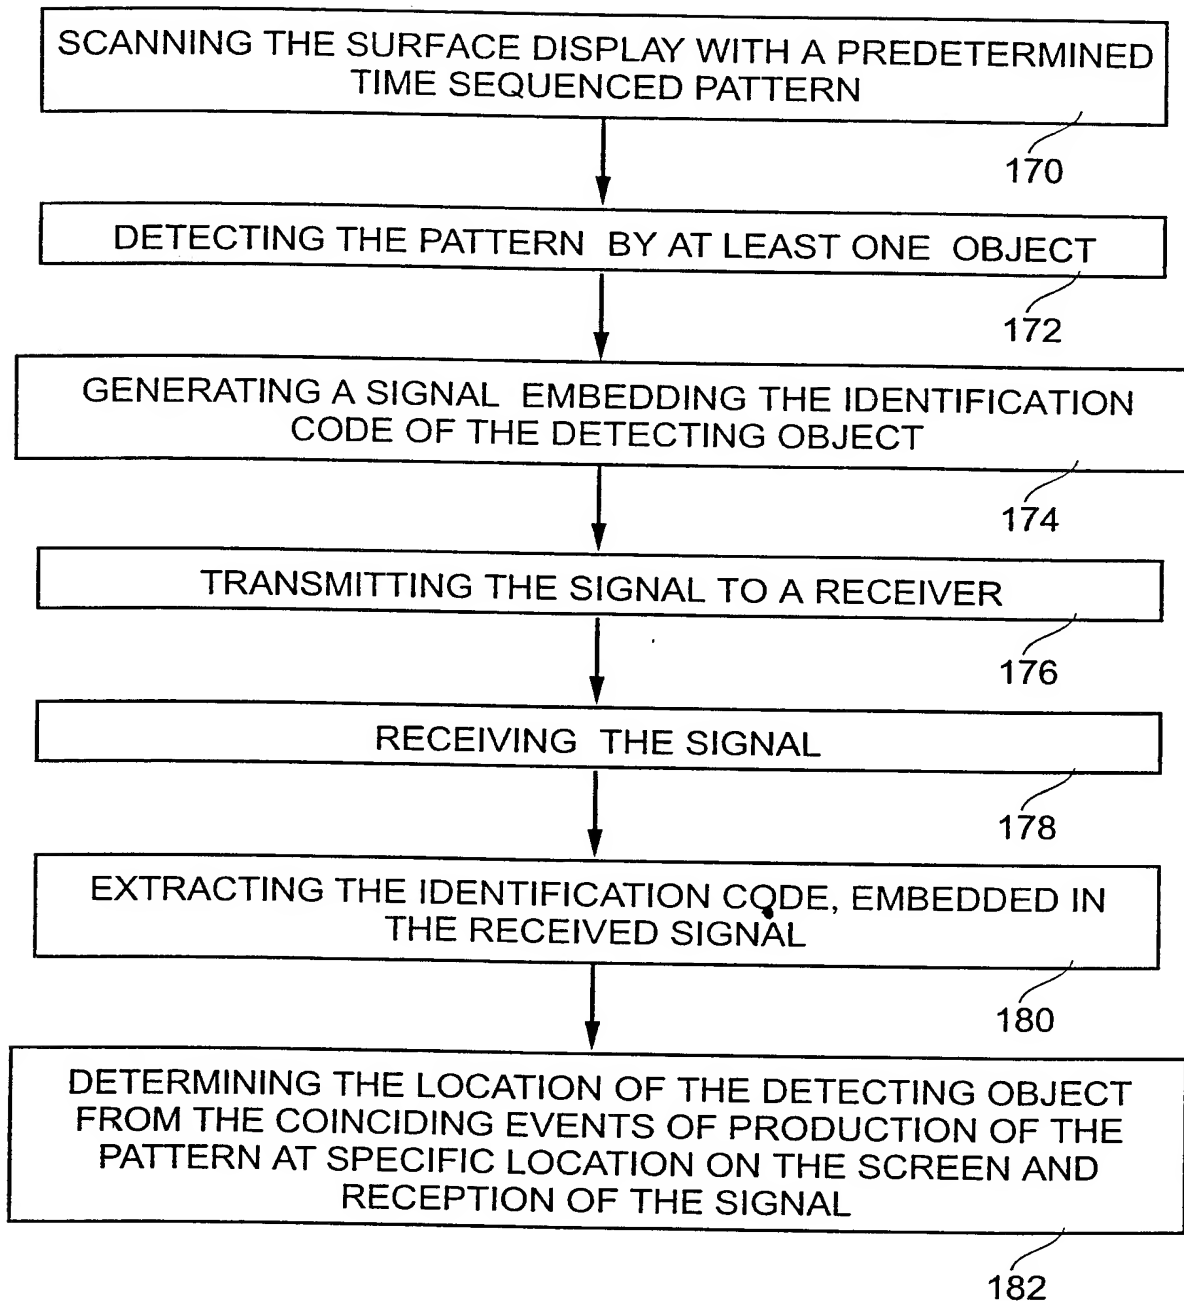 SCANNING THE SURFACE DISPLAY WITH A PREDETERMINED
TIME SEQUENCED PATTERN
170
DETECTING THE PATTERN BY AT LEAST ONE OBJECT
172
GENERATING A SIGNAL EMBEDDING THE IDENTIFICATION
CODE OF THE DETECTING OBJECT
174
TRANSMITTING THE SIGNAL TO A RECEIVER
176
RECEIVING THE SIGNAL
178
EXTRACTING THE IDENTIFICATION CODE, EMBEDDED IN
THE RECEIVED SIGNAL
180
DETERMINING THE LOCATION OF THE DETECTING OBJECT
FROM THE COINCIDING EVENTS OF PRODUCTION OF THE
PATTERN AT SPECIFIC LOCATION ON THE SCREEN AND
RECEPTION OF THE SIGNAL
182